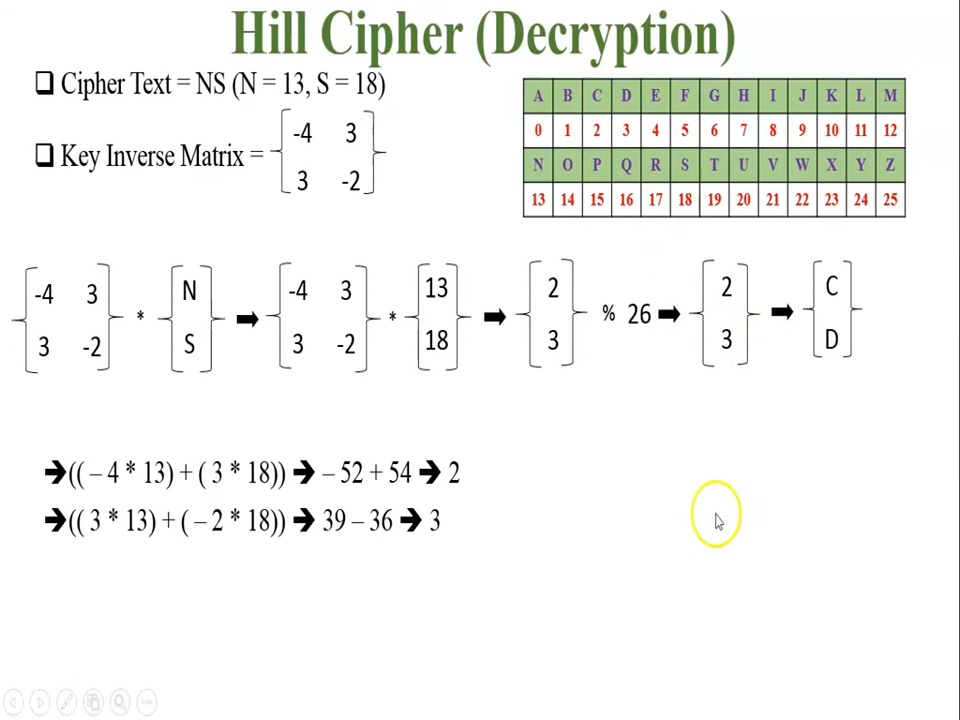 Hill Cipher (Decryption)
❑ Cipher Text = NS (N = 13, S = 18)
❑ Key Inverse Matrix =
-4 3
3 -2
A B C D E F G H I J K L M
0 1 2 3 4 5 6 7 8 9 10 11 12
N O P Q R S T U V W X Y Z
13 14 15 16 17 18 19 20 21 22 23 24 25
-4 3 N -4 3 13 2 2 C
* ➡ * ➡ % 26 ➡ ➡
3 -2 S 3 -2 18 3 3 D
➔(( – 4 * 13) + ( 3 * 18)) ➔ – 52 + 54 ➔ 2
➔(( 3 * 13) + ( – 2 * 18)) ➔ 39 – 36 ➔ 3